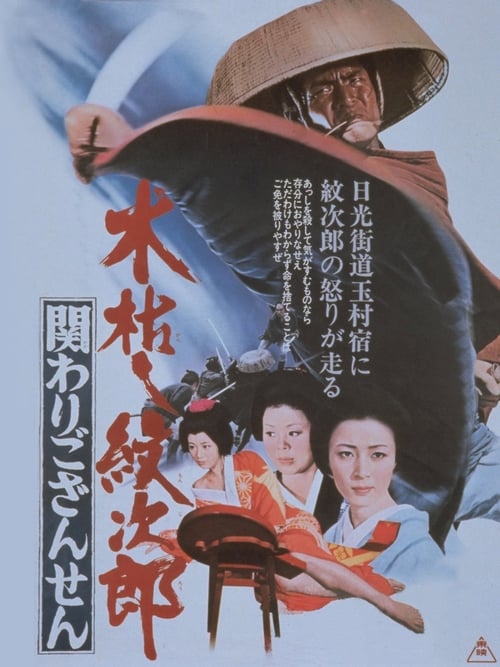 日光街道玉村宿に
紋次郎の怒りが走る
あっしを殺して気がすむものなら
存分におやりなせえ
ただわけもわからず命を捨てることは
ご免を被りやすぜ
木枯し紋次郎
関わりござんせん
東映